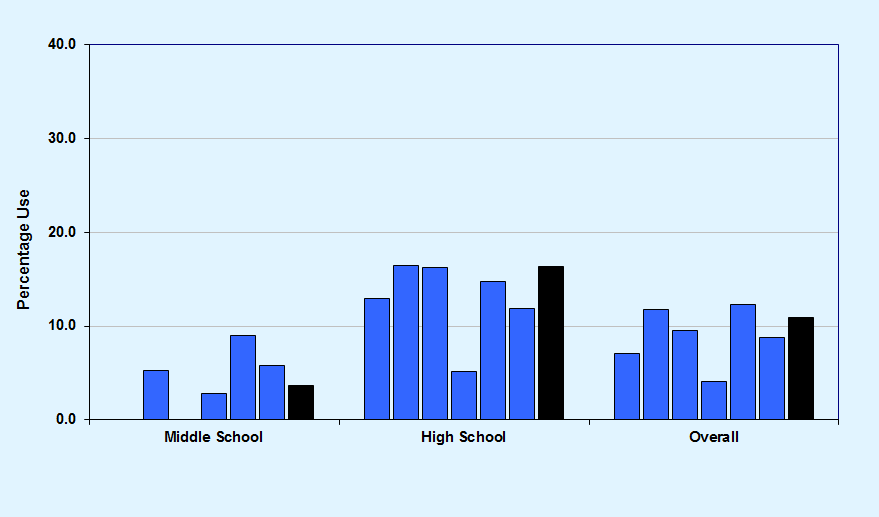 40.0
30.0
20.0
10.0
0.0
Percentage Use
Middle School
High School
Overall